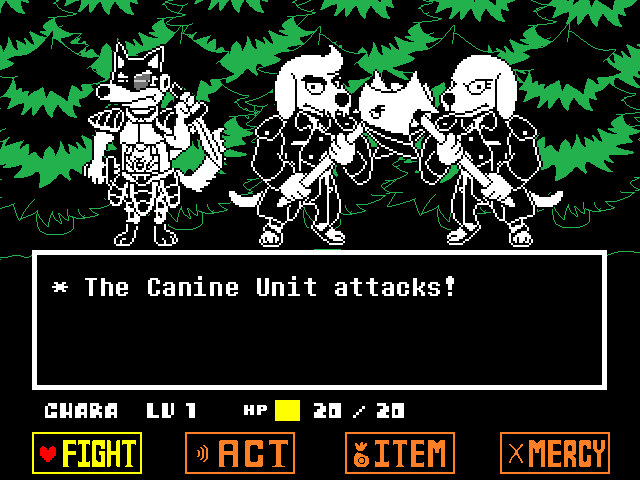 * The Canine Unit attacks!
CHARA LV 1 HP 20 / 20
FIGHT ACT ITEM MERCY